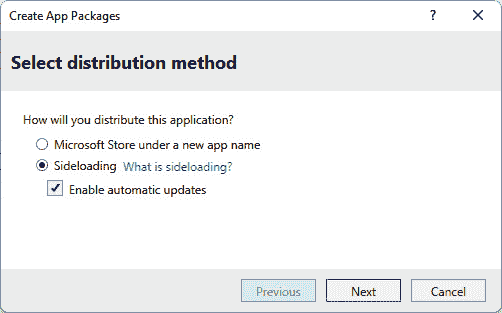 Create App Packages
Select distribution method
How will you distribute this application?
Microsoft Store under a new app name
Sideloading What is sideloading?
Enable automatic updates
Previous Next Cancel